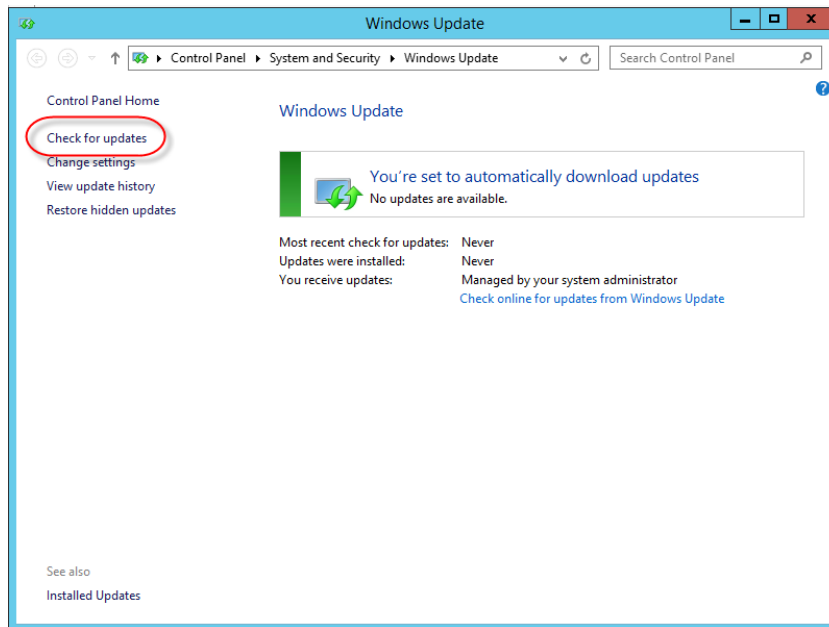 Windows Update
Control Panel System and Security Windows Update
Search Control Panel
Control Panel Home
Check for updates
Change settings
View update history
Restore hidden updates
Windows Update
You're set to automatically download updates
No updates are available.
Most recent check for updates: Never
Updates were installed: Never
You receive updates: Managed by your system administrator
Check online for updates from Windows Update
See also
Installed Updates